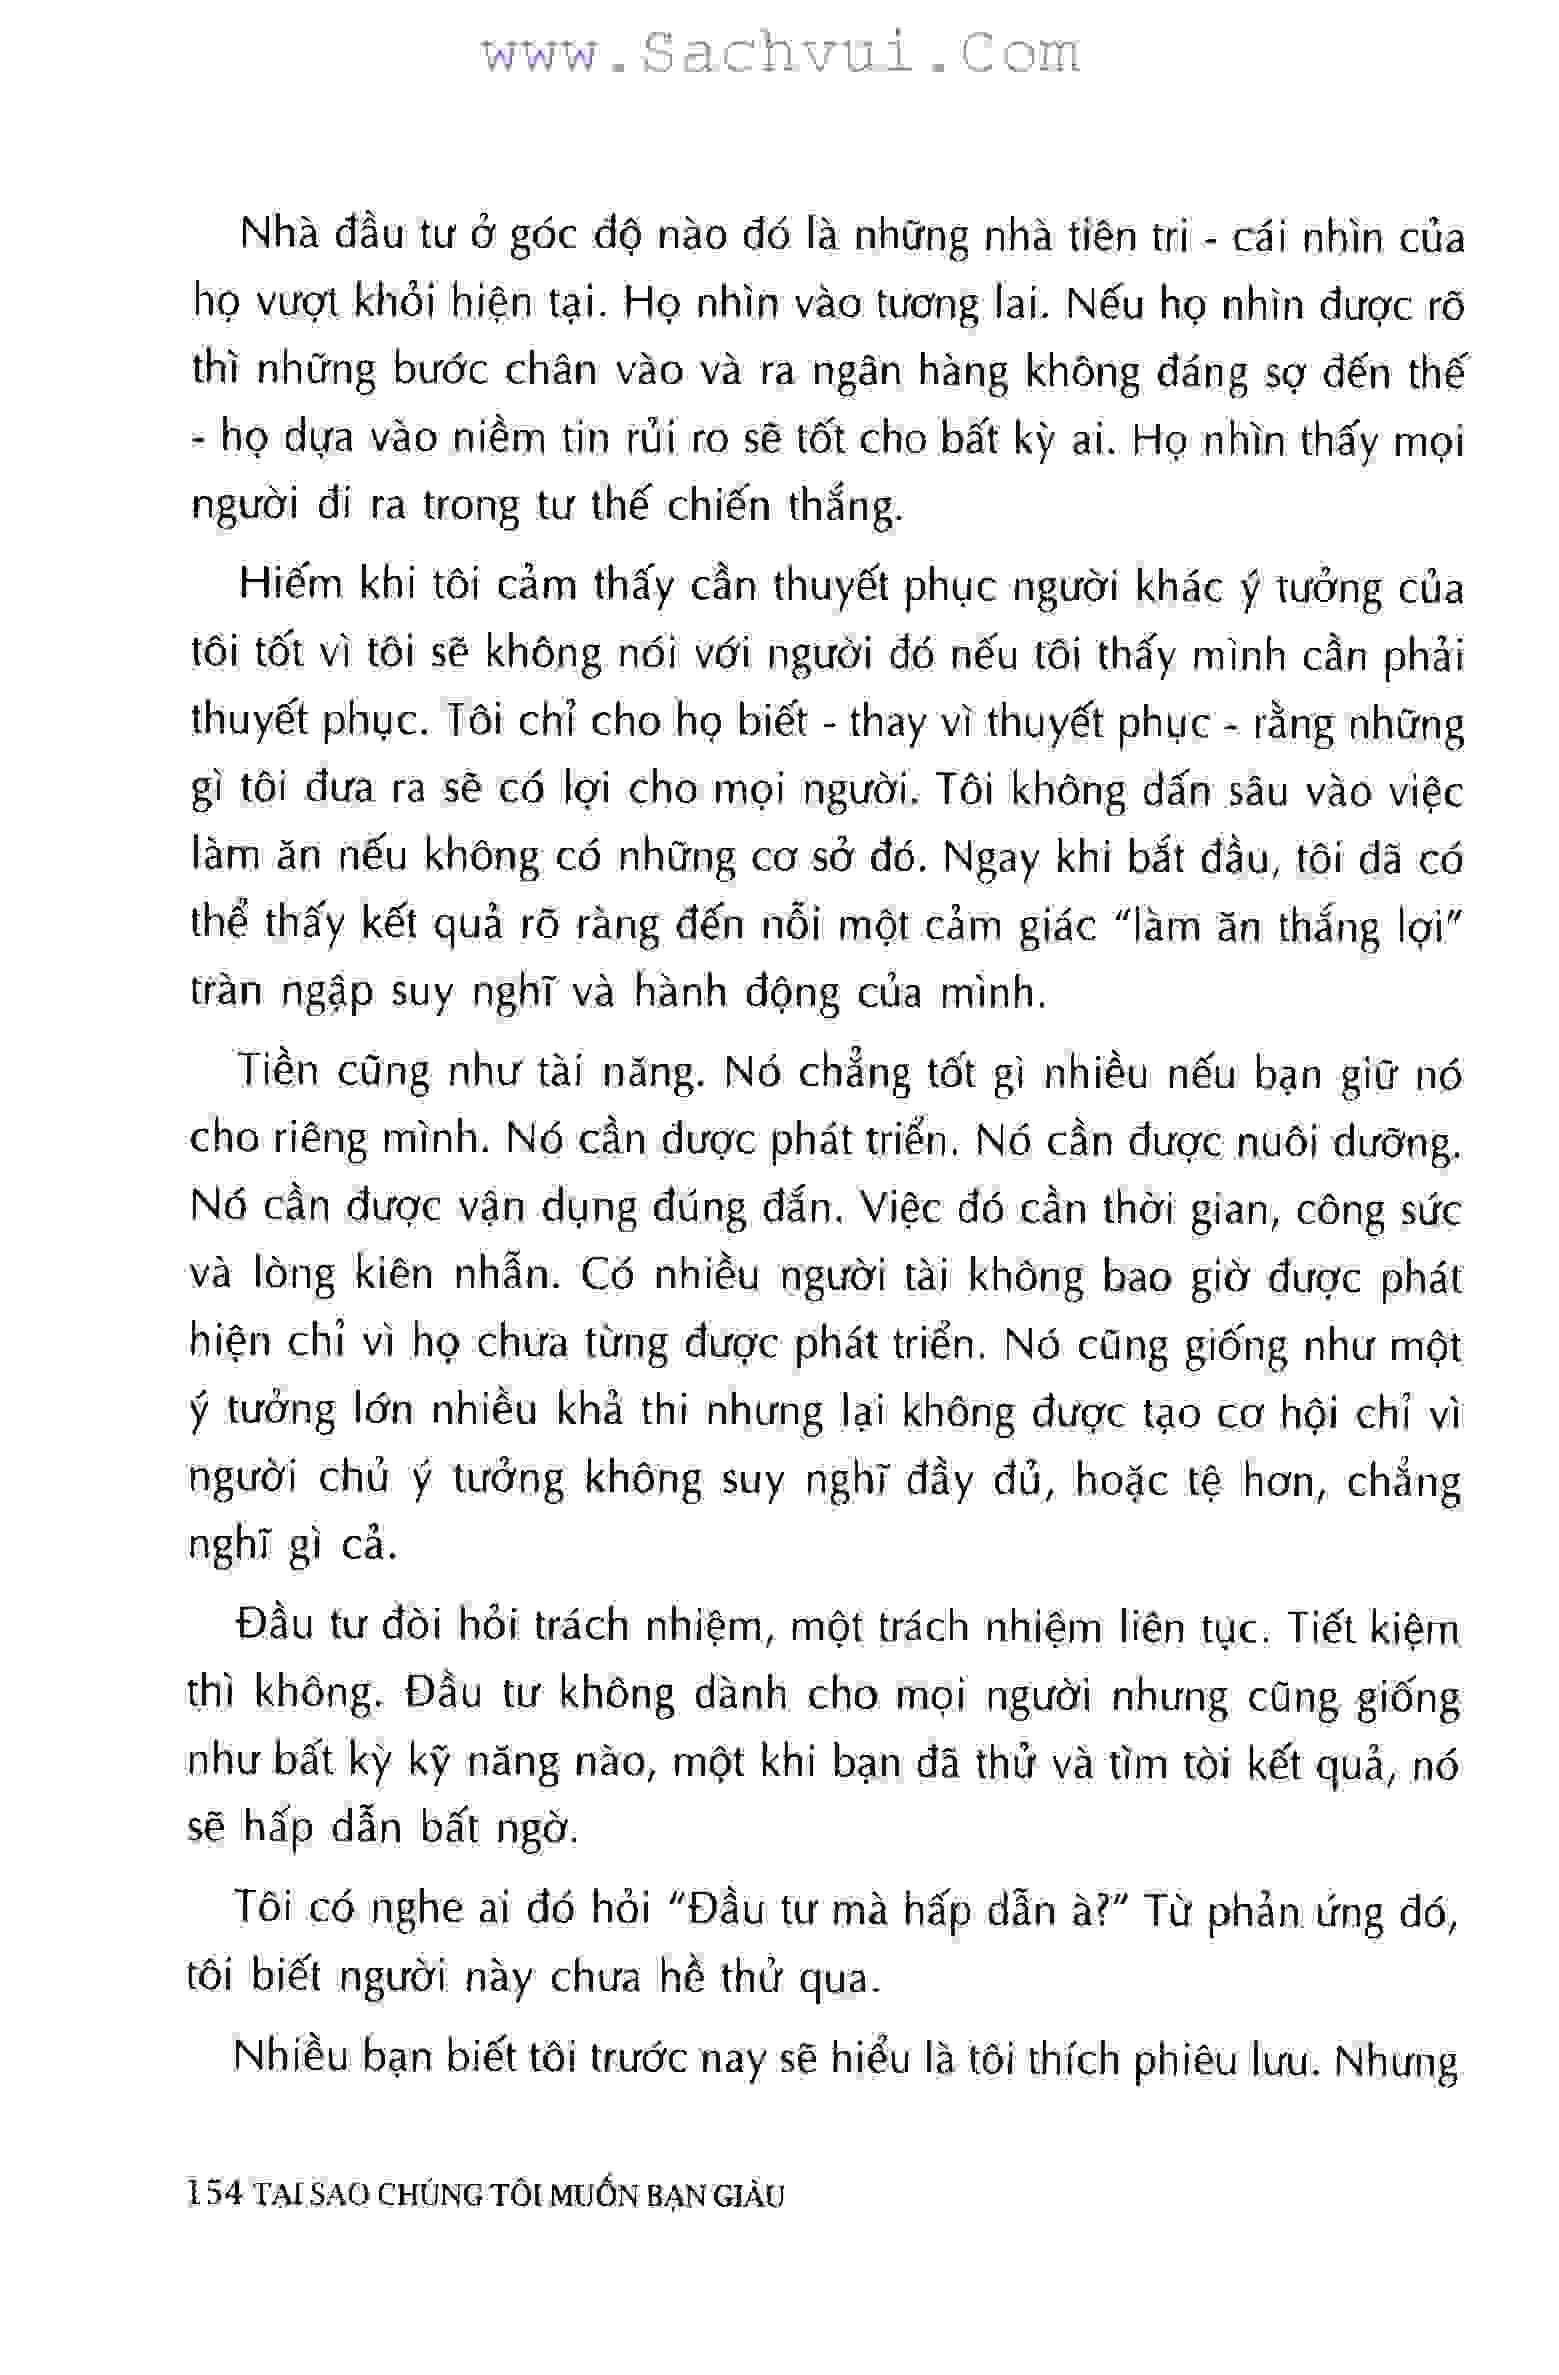 www.Sachvui.Com
Nhà đầu tư ở góc độ nào đó là những nhà tiên tri - cái nhìn của
họ vượt khỏi hiện tại. Họ nhìn vào tương lai. Nếu họ nhìn được rõ
thì những bước chân vào và ra ngân hàng không đáng sợ đến thế
- họ dựa vào niềm tin rủi ro sẽ tốt cho bất kỳ ai. Họ nhìn thấy mọi
người đi ra trong tư thế chiến thắng.
Hiếm khi tôi cảm thấy cần thuyết phục người khác ý tưởng của
tôi tốt vì tôi sẽ không nói với người đó nếu tôi thấy mình cần phải
thuyết phục. Tôi chỉ cho họ biết - thay vì thuyết phục - rằng những
gì tôi đưa ra sẽ có lợi cho mọi người. Tôi không dấn sâu vào việc
làm ăn nếu không có những cơ sở đó. Ngay khi bắt đầu, tôi đã có
thể thấy kết quả rõ ràng đến nỗi một cảm giác "làm ăn thắng lợi"
tràn ngập suy nghĩ và hành động của mình.
Tiền cũng như tài năng. Nó chẳng tốt gì nhiều nếu bạn giữ nó
cho riêng mình. Nó cần được phát triển. Nó cần được nuôi dưỡng.
Nó cần được vận dụng đúng đắn. Việc đó cần thời gian, công sức
và lòng kiên nhẫn. Có nhiều người tài không bao giờ được phát
hiện chỉ vì họ chưa từng được phát triển. Nó cũng giống như một
ý tưởng lớn nhiều khả thi nhưng lại không được tạo cơ hội chỉ vì
người chủ ý tưởng không suy nghĩ đầy đủ, hoặc tệ hơn, chẳng
nghĩ gì cả.
Đầu tư đòi hỏi trách nhiệm, một trách nhiệm liên tục. Tiết kiệm
thì không. Đầu tư không dành cho mọi người nhưng cũng giống
như bất kỳ kỹ năng nào, một khi bạn đã thử và tìm tòi kết quả, nó
sẽ hấp dẫn bất ngờ.
Tôi có nghe ai đó hỏi "Đầu tư mà hấp dẫn à?" Từ phản ứng đó,
tôi biết người này chưa hề thử qua.
Nhiều bạn biết tôi trước nay sẽ hiểu là tôi thích phiêu lưu. Nhưng
154 TẠI SAO CHÚNG TÔI MUỐN BẠN GIÀU